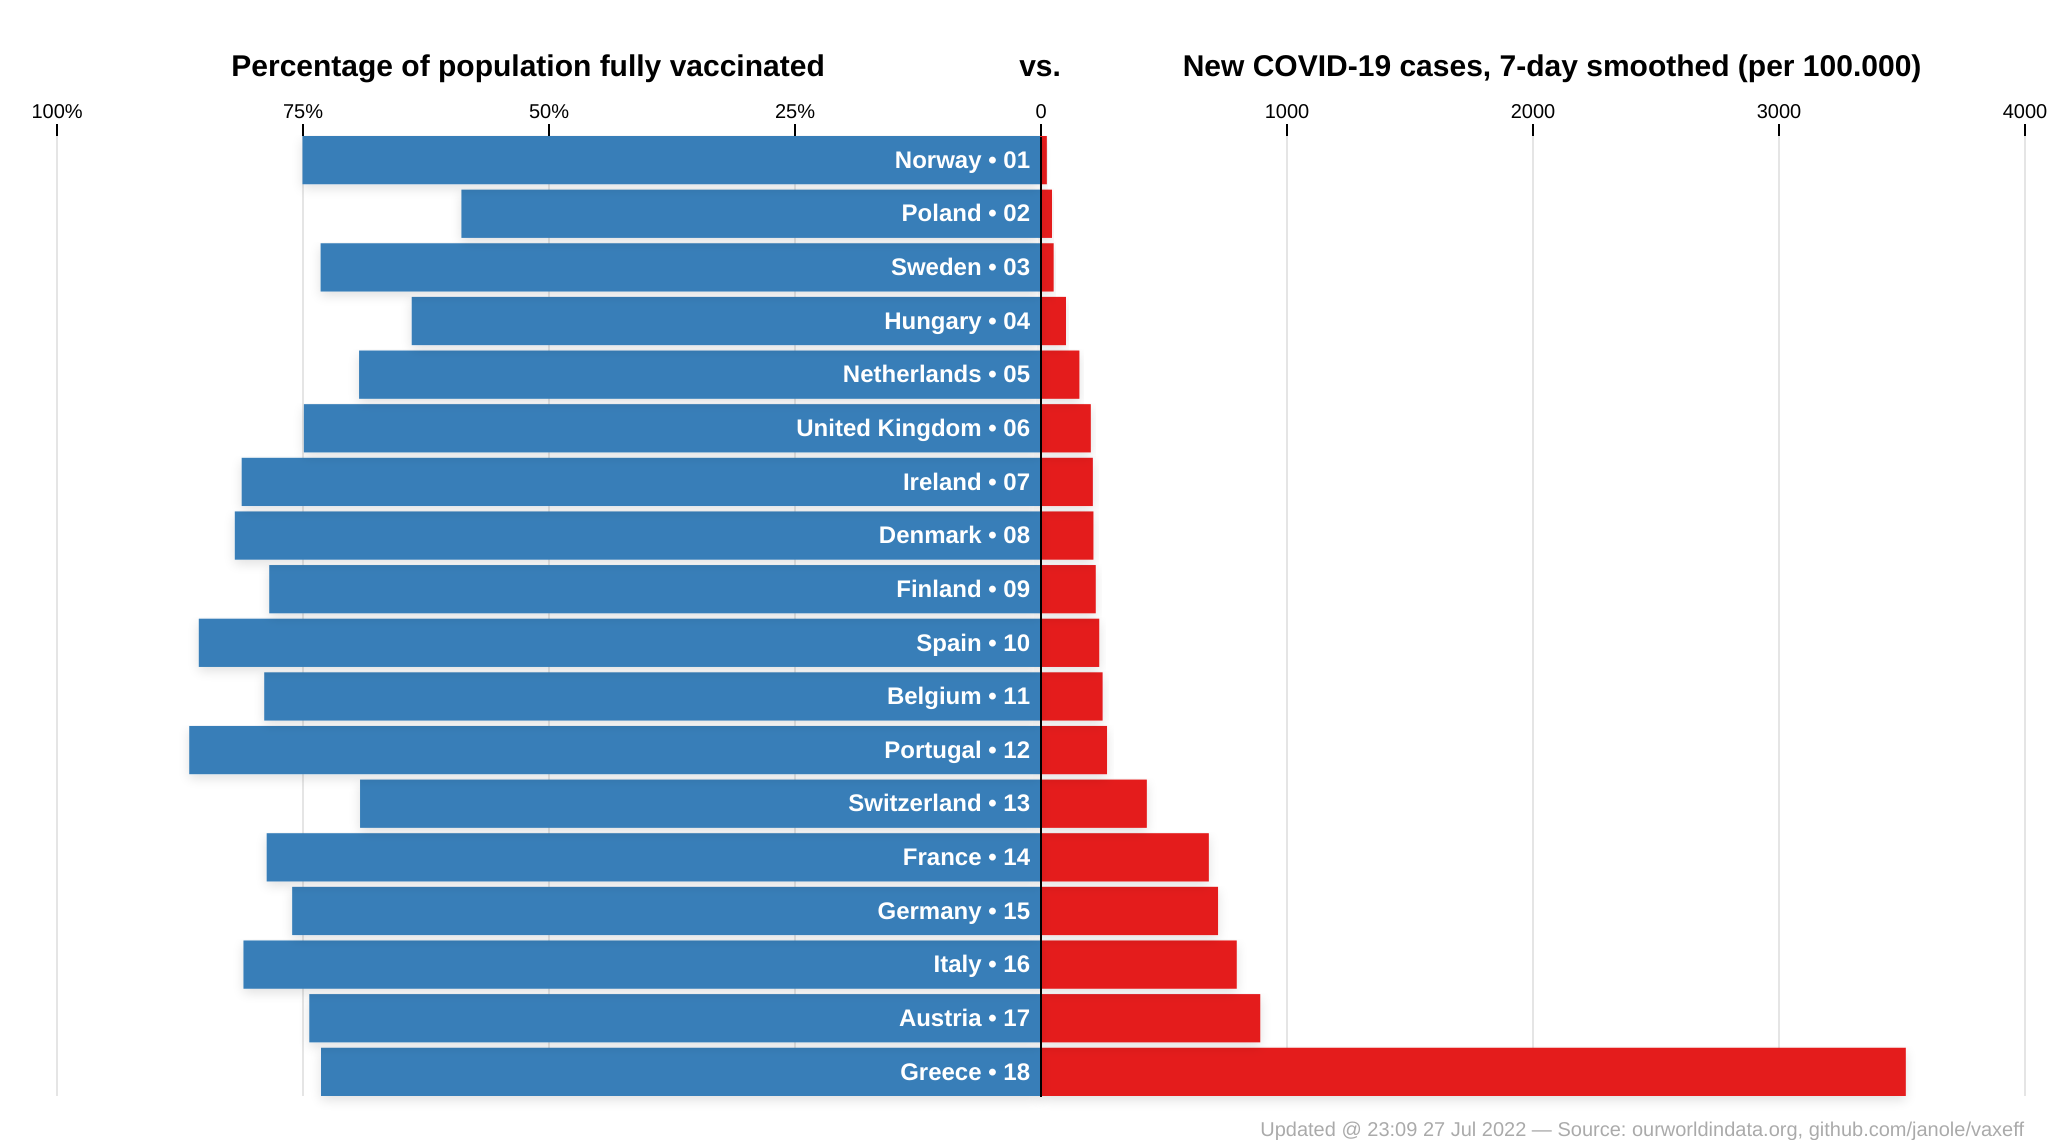 Percentage of population fully vaccinated vs. New COVID-19 cases, 7-day smoothed (per 100.000)
100% 75% 50% 25% 0 1000 2000 3000 4000
Norway • 01
Poland • 02
Sweden • 03
Hungary • 04
Netherlands • 05
United Kingdom • 06
Ireland • 07
Denmark • 08
Finland • 09
Spain • 10
Belgium • 11
Portugal • 12
Switzerland • 13
France • 14
Germany • 15
Italy • 16
Austria • 17
Greece • 18
Updated @ 23:09 27 Jul 2022 — Source: ourworldindata.org, github.com/janole/vaxeff